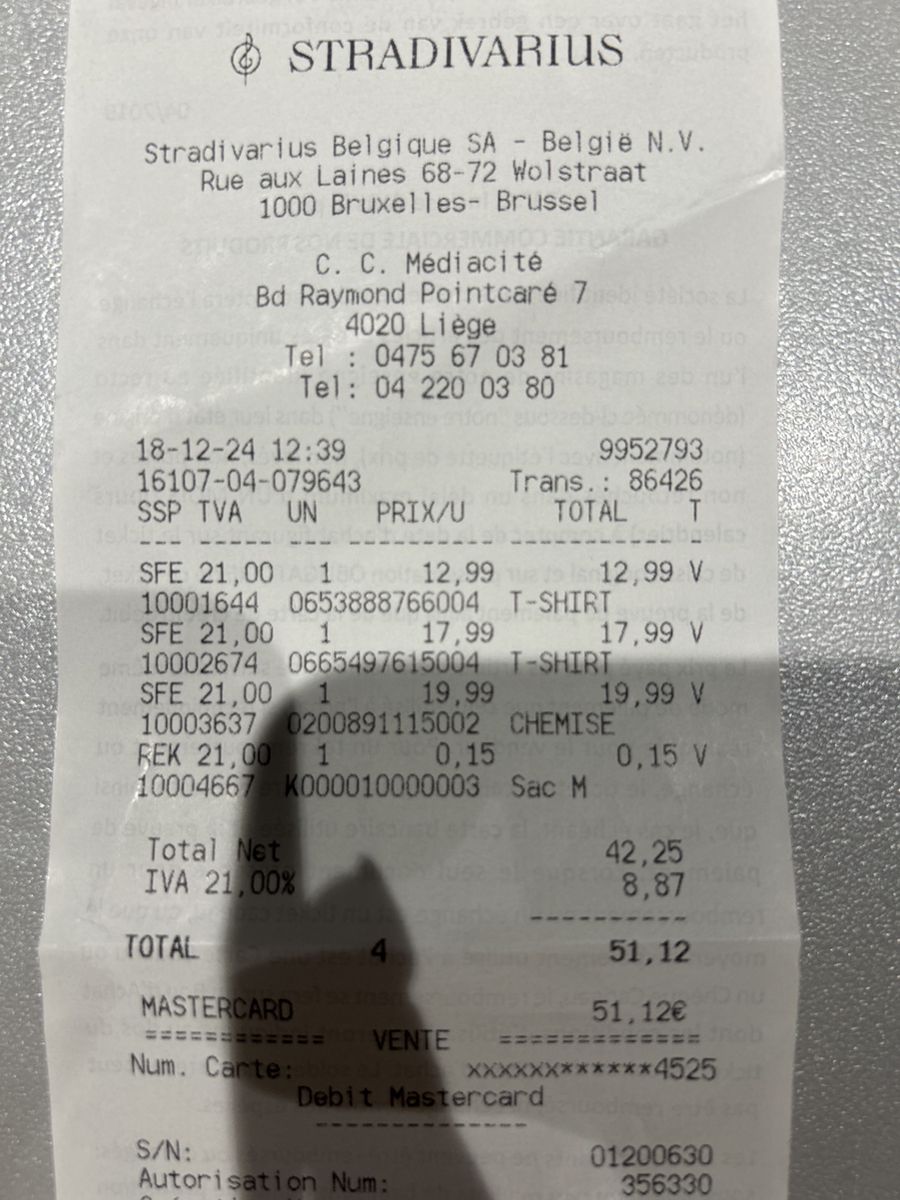 STRADIVARIUS
Stradivarius Belgique SA - België N.V.
Rue aux Laines 68-72 Wolstraat
1000 Bruxelles- Brussel
C. C. Médiacité
Bd Raymond Pointcaré 7
4020 Liège
Tel : 0475 67 03 81
Tel: 04 220 03 80
18-12-24 12:39 9952793
16107-04-079643 Trans.: 86426
SSP TVA UN PRIX/U TOTAL T
--- ----- --- ---------- --------- -
SFE 21,00 1 12,99 12,99 V
10001644 0653888766004 T-SHIRT
SFE 21,00 1 17,99 17,99 V
10002674 0665497615004 T-SHIRT
SFE 21,00 1 19,99 19,99 V
10003637 0200891115002 CHEMISE
REK 21,00 1 0,15 0,15 V
10004667 K000010000003 Sac M
Total Net 42,25
IVA 21,00% 8,87
----------
TOTAL 4 51,12
MASTERCARD 51,12€
============ VENTE =============
Num. Carte: xxxxxx******4525
Debit Mastercard
--------------
S/N: 01200630
Autorisation Num: 356330